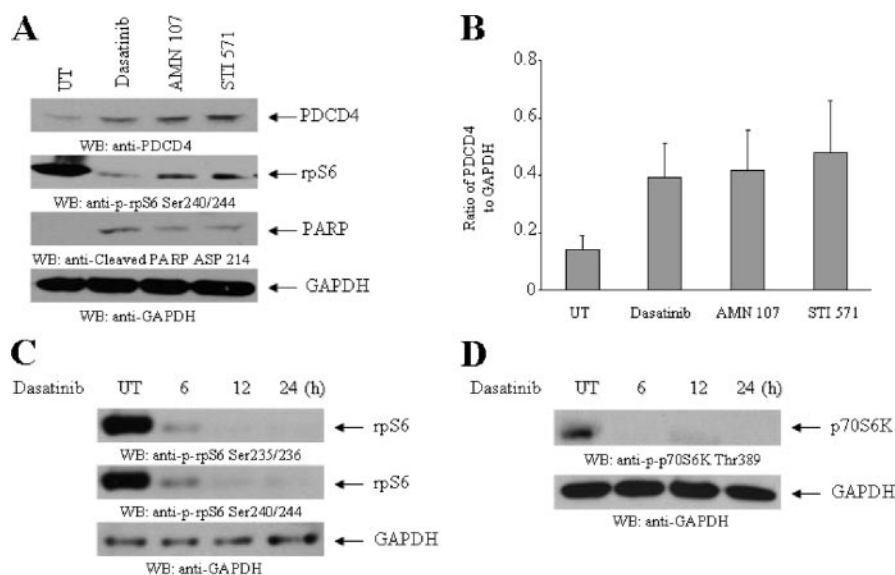 A
UT Dasatinib AMN 107 STI 571
PDCD4
WB: anti-PDCD4
rpS6
WB: anti-p-rpS6 Ser240/244
PARP
WB: anti-Cleaved PARP ASP 214
GAPDH
WB: anti-GAPDH
B
Ratio of PDCD4
to GAPDH
0.8
0.6
0.4
0.2
0
UT Dasatinib AMN 107 STI 571
C
Dasatinib UT 6 12 24 (h)
rpS6
WB: anti-p-rpS6 Ser235/236
rpS6
WB: anti-p-rpS6 Ser240/244
GAPDH
WB: anti-GAPDH
D
Dasatinib UT 6 12 24 (h)
p70S6K
WB: anti-p-p70S6K Thr389
GAPDH
WB: anti-GAPDH